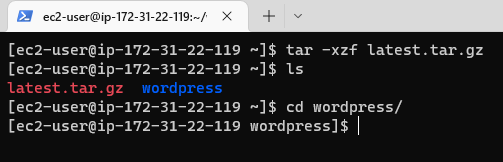 ec2-user@ip-172-31-22-119:~/
[ec2-user@ip-172-31-22-119 ~]$ tar -xzf latest.tar.gz
[ec2-user@ip-172-31-22-119 ~]$ ls
latest.tar.gz  wordpress
[ec2-user@ip-172-31-22-119 ~]$ cd wordpress/
[ec2-user@ip-172-31-22-119 wordpress]$